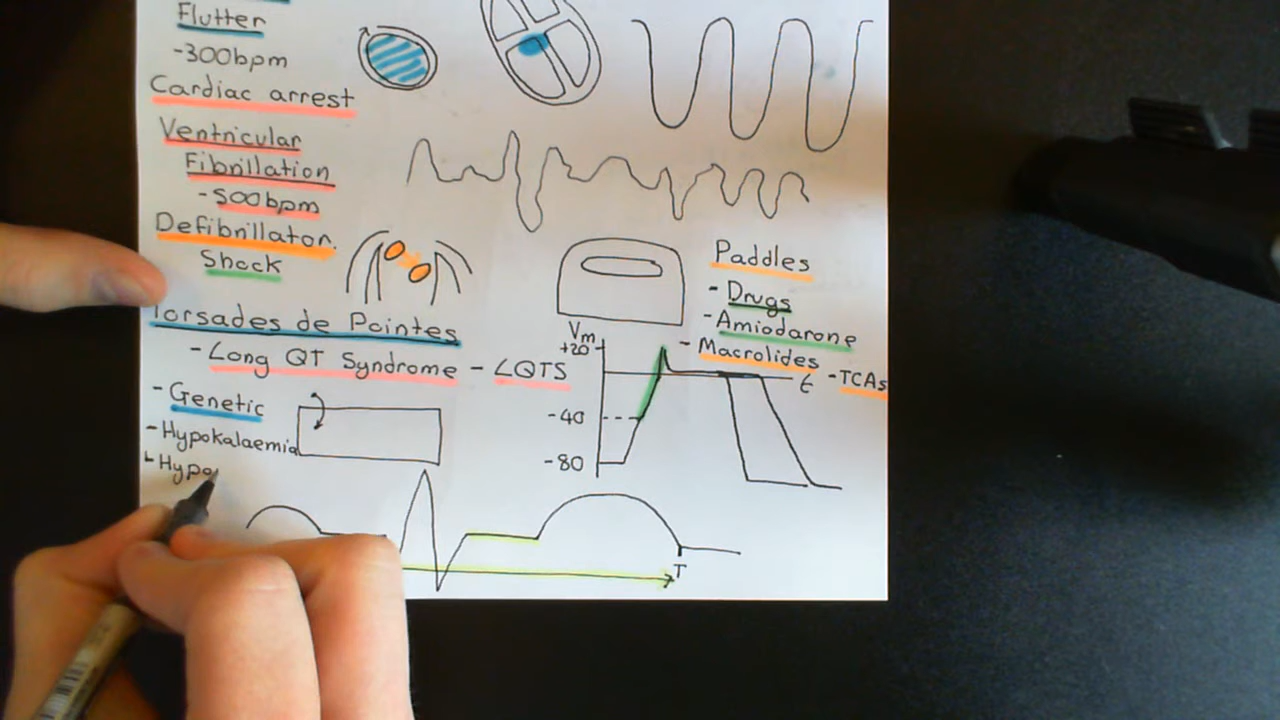 Flutter
-300bpm
Cardiac arrest
Ventricular
Fibrillation
-500bpm
Defibrillator.
Shock
Paddles
- Drugs
- Amiodarone
- Macrolides
-TCAs
Torsades de Pointes
- Long QT Syndrome - LQTS
- Genetic
- Hypokalaemia
- Hypo
Vm
+20
-40
-80
t
T